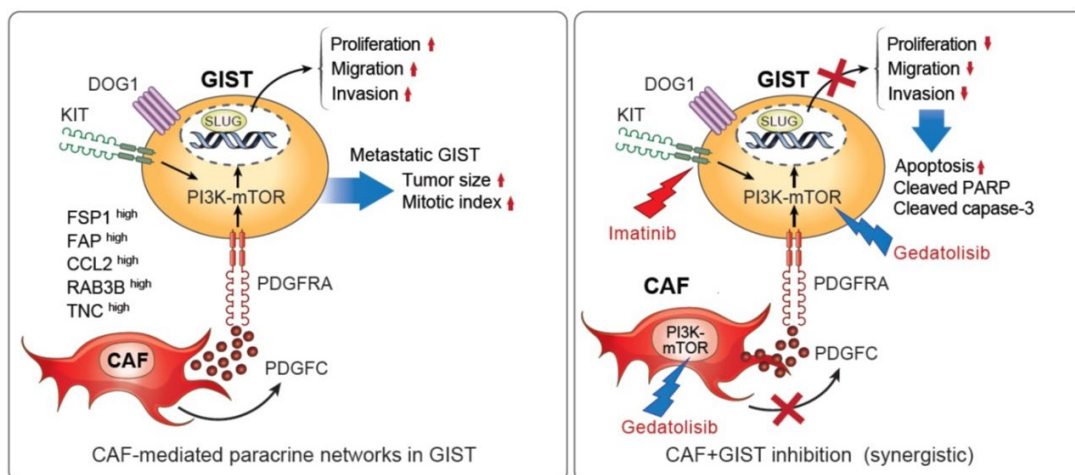 Proliferation
Migration
Invasion
GIST
DOG1
KIT
SLUG
PI3K-mTOR
Metastatic GIST
Tumor size
Mitotic index
FSP1 high
FAP high
CCL2 high
RAB3B high
TNC high
PDGFRA
CAF
PDGFC
CAF-mediated paracrine networks in GIST
Proliferation
Migration
Invasion
GIST
DOG1
KIT
SLUG
PI3K-mTOR
Apoptosis
Cleaved PARP
Cleaved capase-3
Imatinib
Gedatolisib
CAF
PDGFRA
PI3K-
mTOR
PDGFC
Gedatolisib
CAF+GIST inhibition (synergistic)